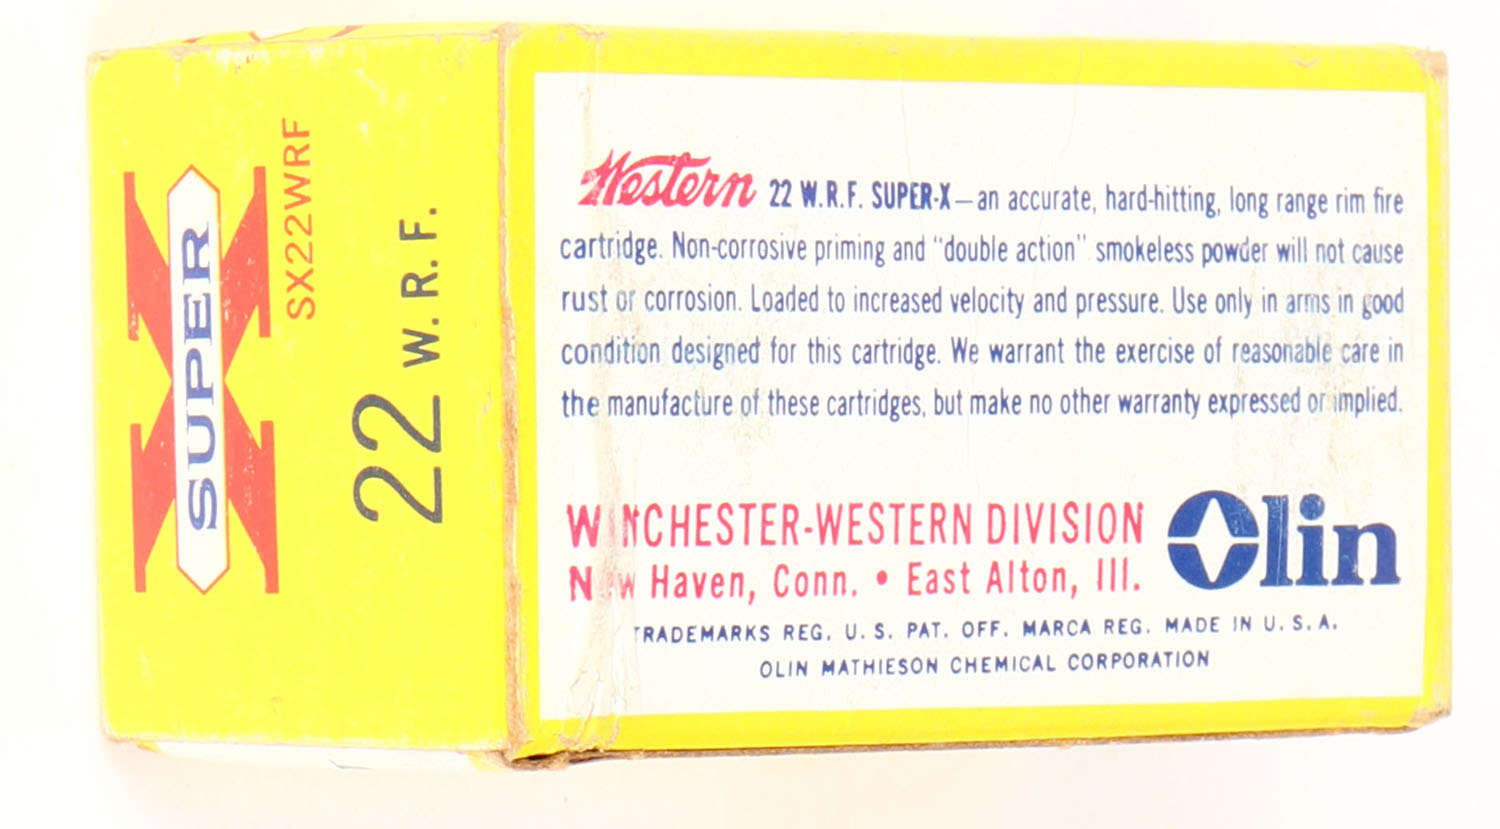 SUPER X
SX22WRF
22 W.R.F.
Western 22 W.R.F. SUPER-X—an accurate, hard-hitting, long range rim fire
cartridge. Non-corrosive priming and "double action" smokeless powder will not cause
rust or corrosion. Loaded to increased velocity and pressure. Use only in arms in good
condition designed for this cartridge. We warrant the exercise of reasonable care in
the manufacture of these cartridges, but make no other warranty expressed or implied.
WINCHESTER-WESTERN DIVISION
New Haven, Conn. • East Alton, Ill.
Olin
TRADEMARKS REG. U.S. PAT. OFF. MARCA REG. MADE IN U.S.A.
OLIN MATHIESON CHEMICAL CORPORATION